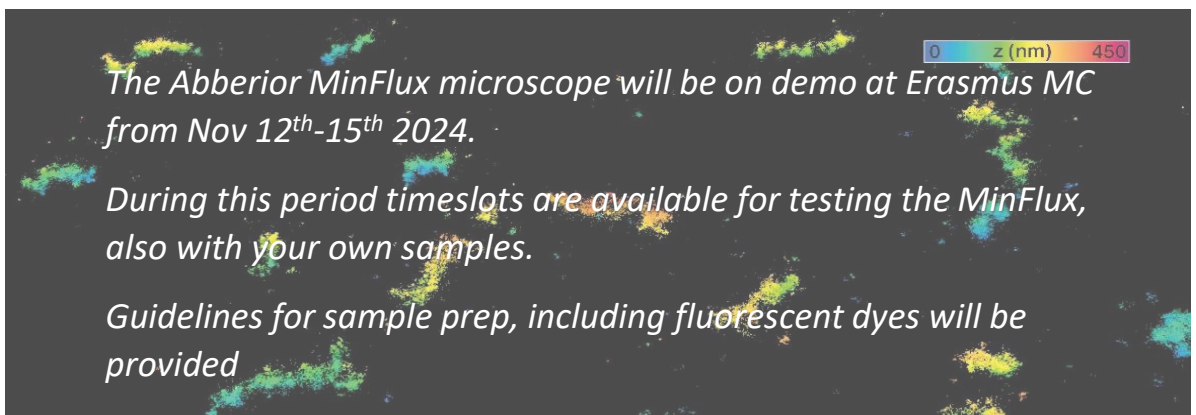 0 z (nm) 450
The Abberior MinFlux microscope will be on demo at Erasmus MC
from Nov 12th-15th 2024.
During this period timeslots are available for testing the MinFlux,
also with your own samples.
Guidelines for sample prep, including fluorescent dyes will be
provided